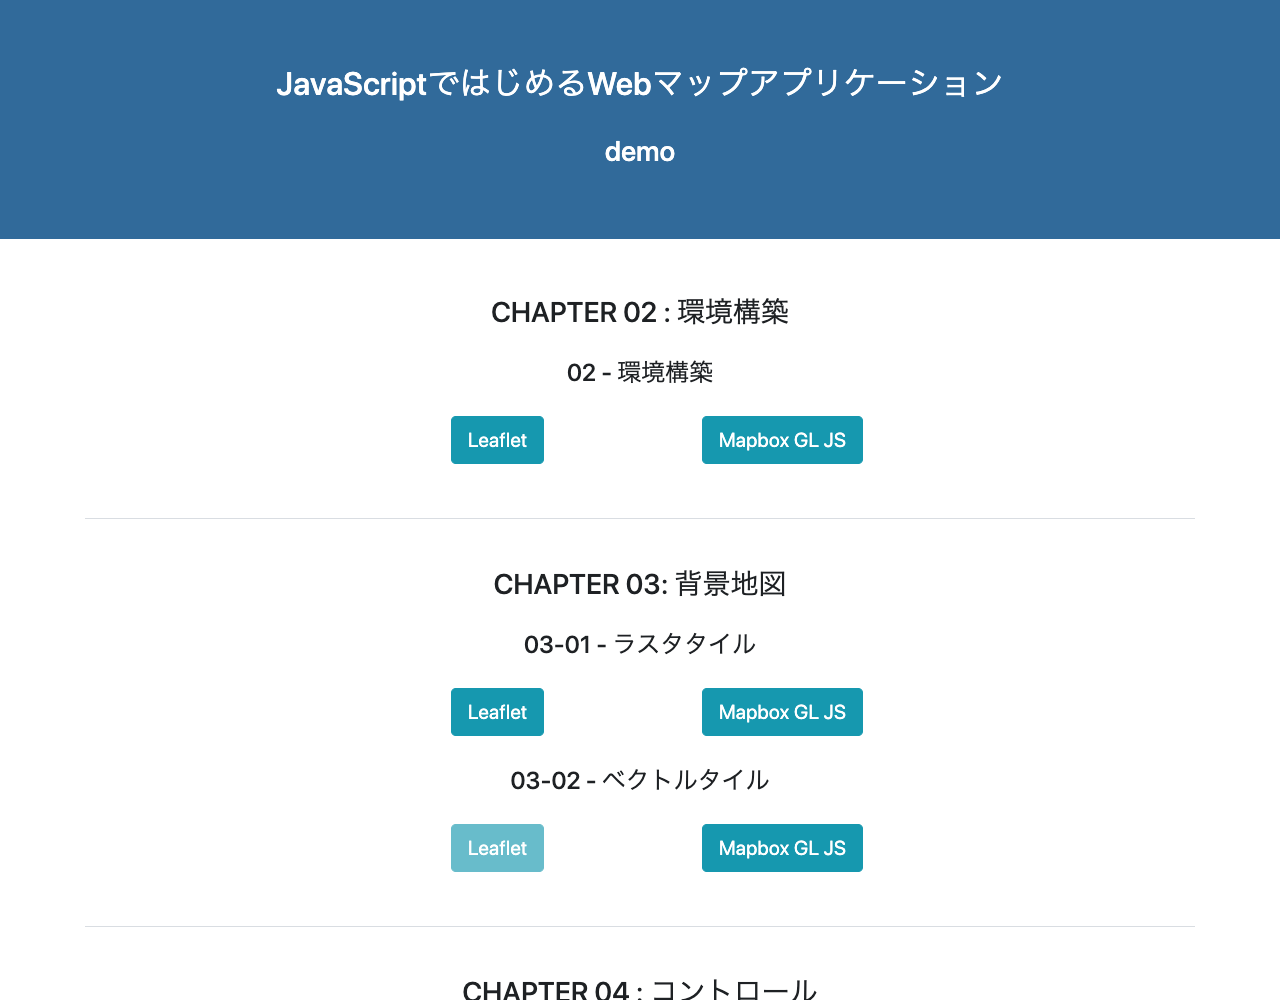 JavaScriptではじめるWebマップアプリケーション
demo
CHAPTER 02 : 環境構築
02 - 環境構築
Leaflet
Mapbox GL JS
CHAPTER 03: 背景地図
03-01 - ラスタタイル
Leaflet
Mapbox GL JS
03-02 - ベクトルタイル
Leaflet
Mapbox GL JS
CHAPTER 04 : コントロール